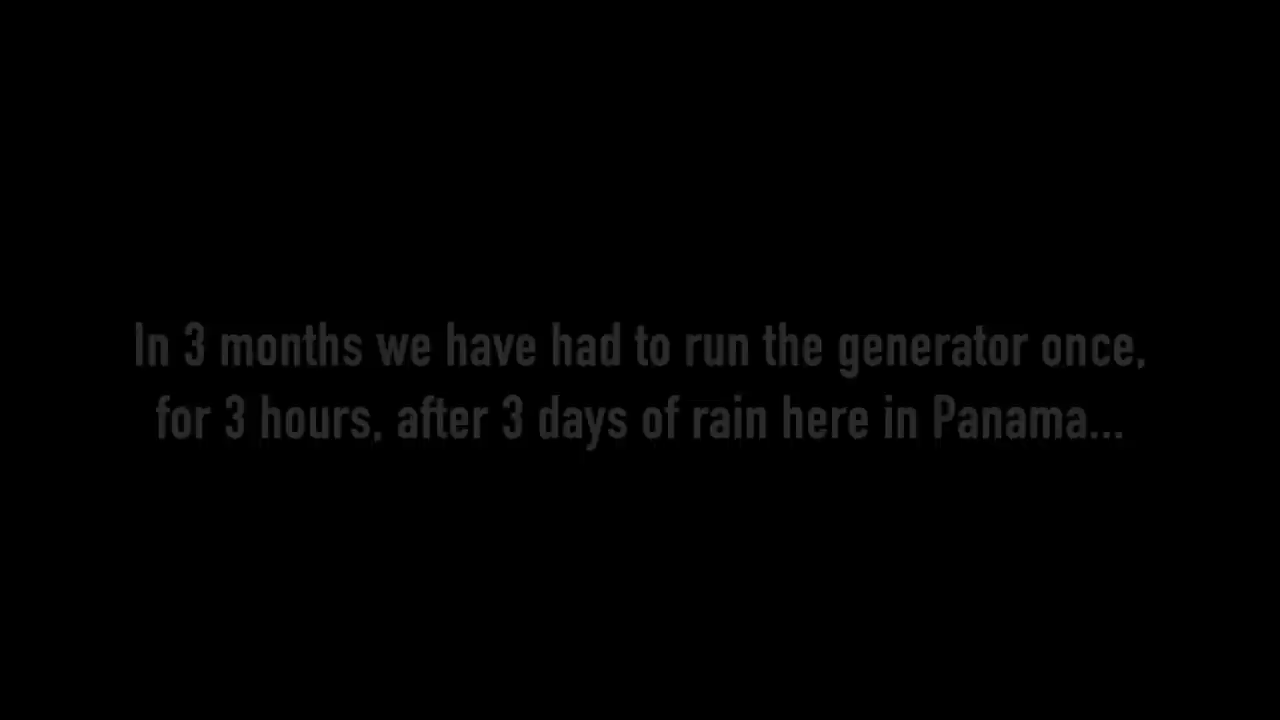 In 3 months we have had to run the generator once,
for 3 hours, after 3 days of rain here in Panama...